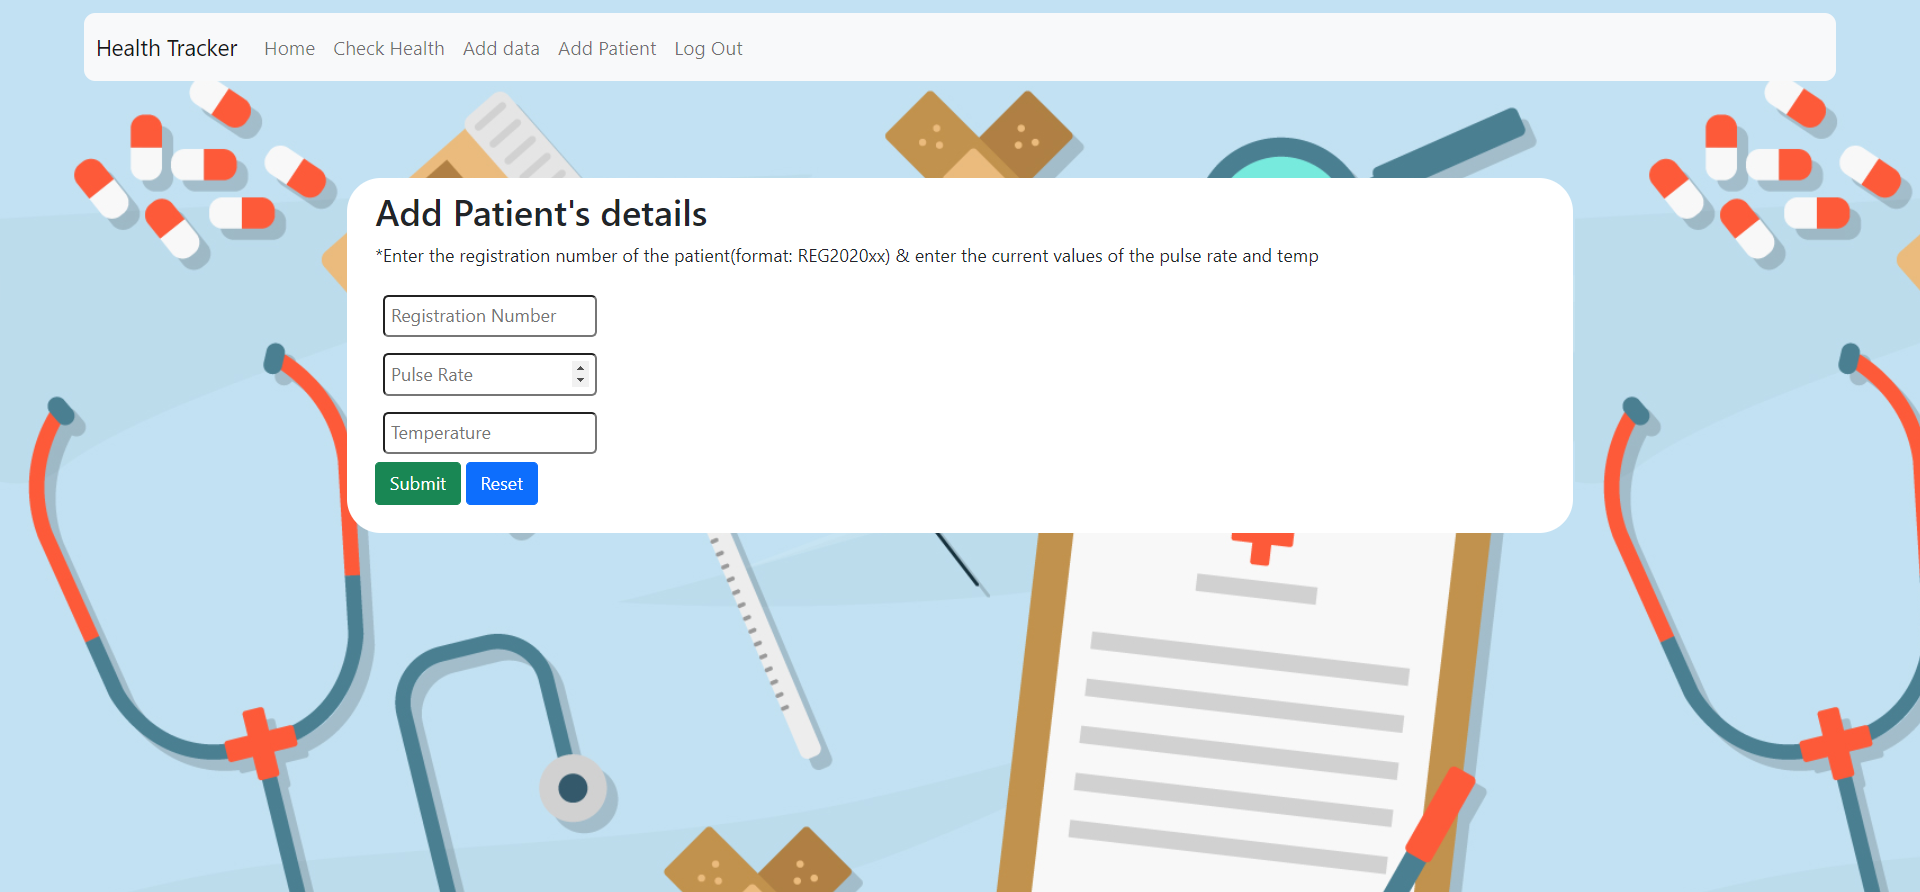 Health Tracker Home Check Health Add data Add Patient Log Out
Add Patient's details
*Enter the registration number of the patient(format: REG2020xx) & enter the current values of the pulse rate and temp
Registration Number
Pulse Rate
Temperature
Submit Reset